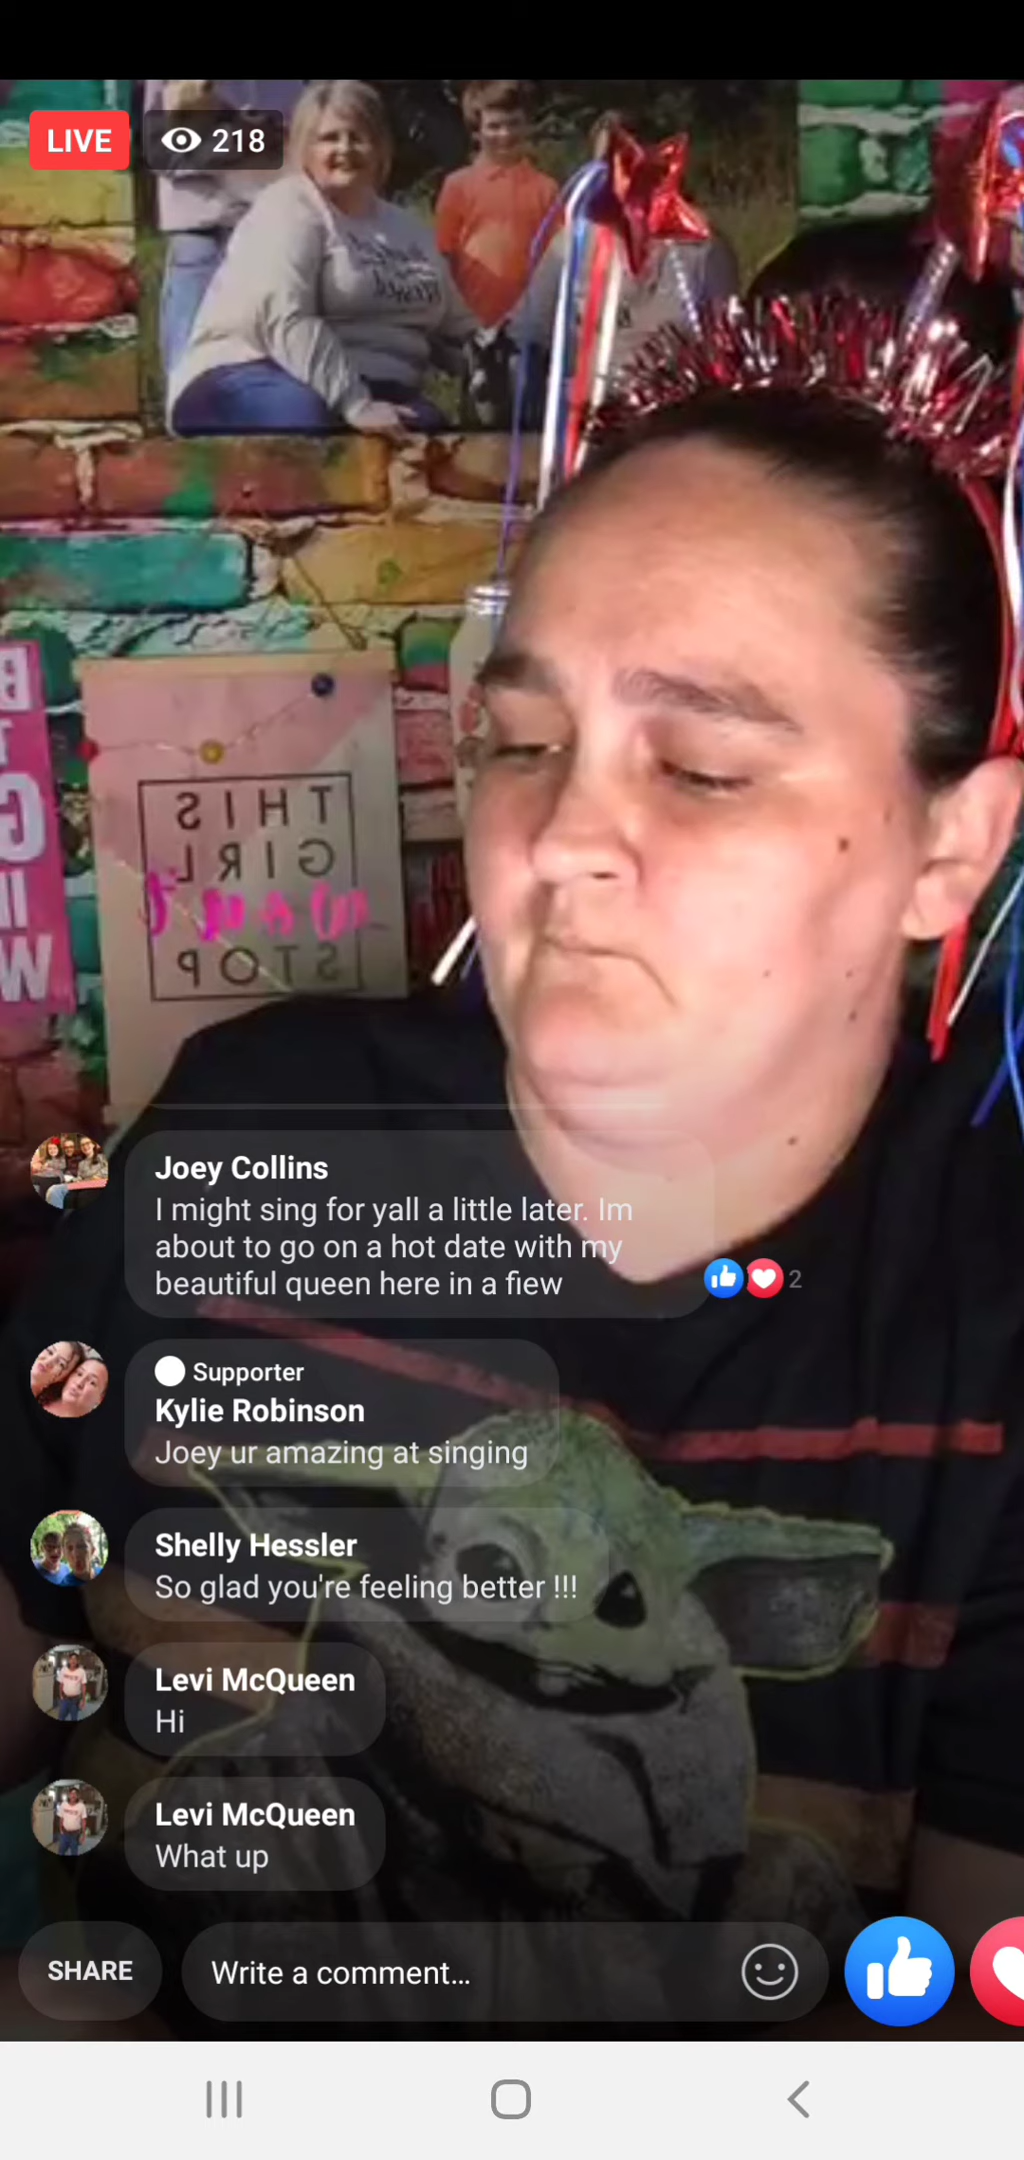 LIVE 218
THIS
GIRL
STOP
B
T
G
W
Joey Collins
I might sing for yall a little later. Im
about to go on a hot date with my
beautiful queen here in a fiew
2
Supporter
Kylie Robinson
Joey ur amazing at singing
Shelly Hessler
So glad you're feeling better !!!
Levi McQueen
Hi
Levi McQueen
What up
SHARE
Write a comment...